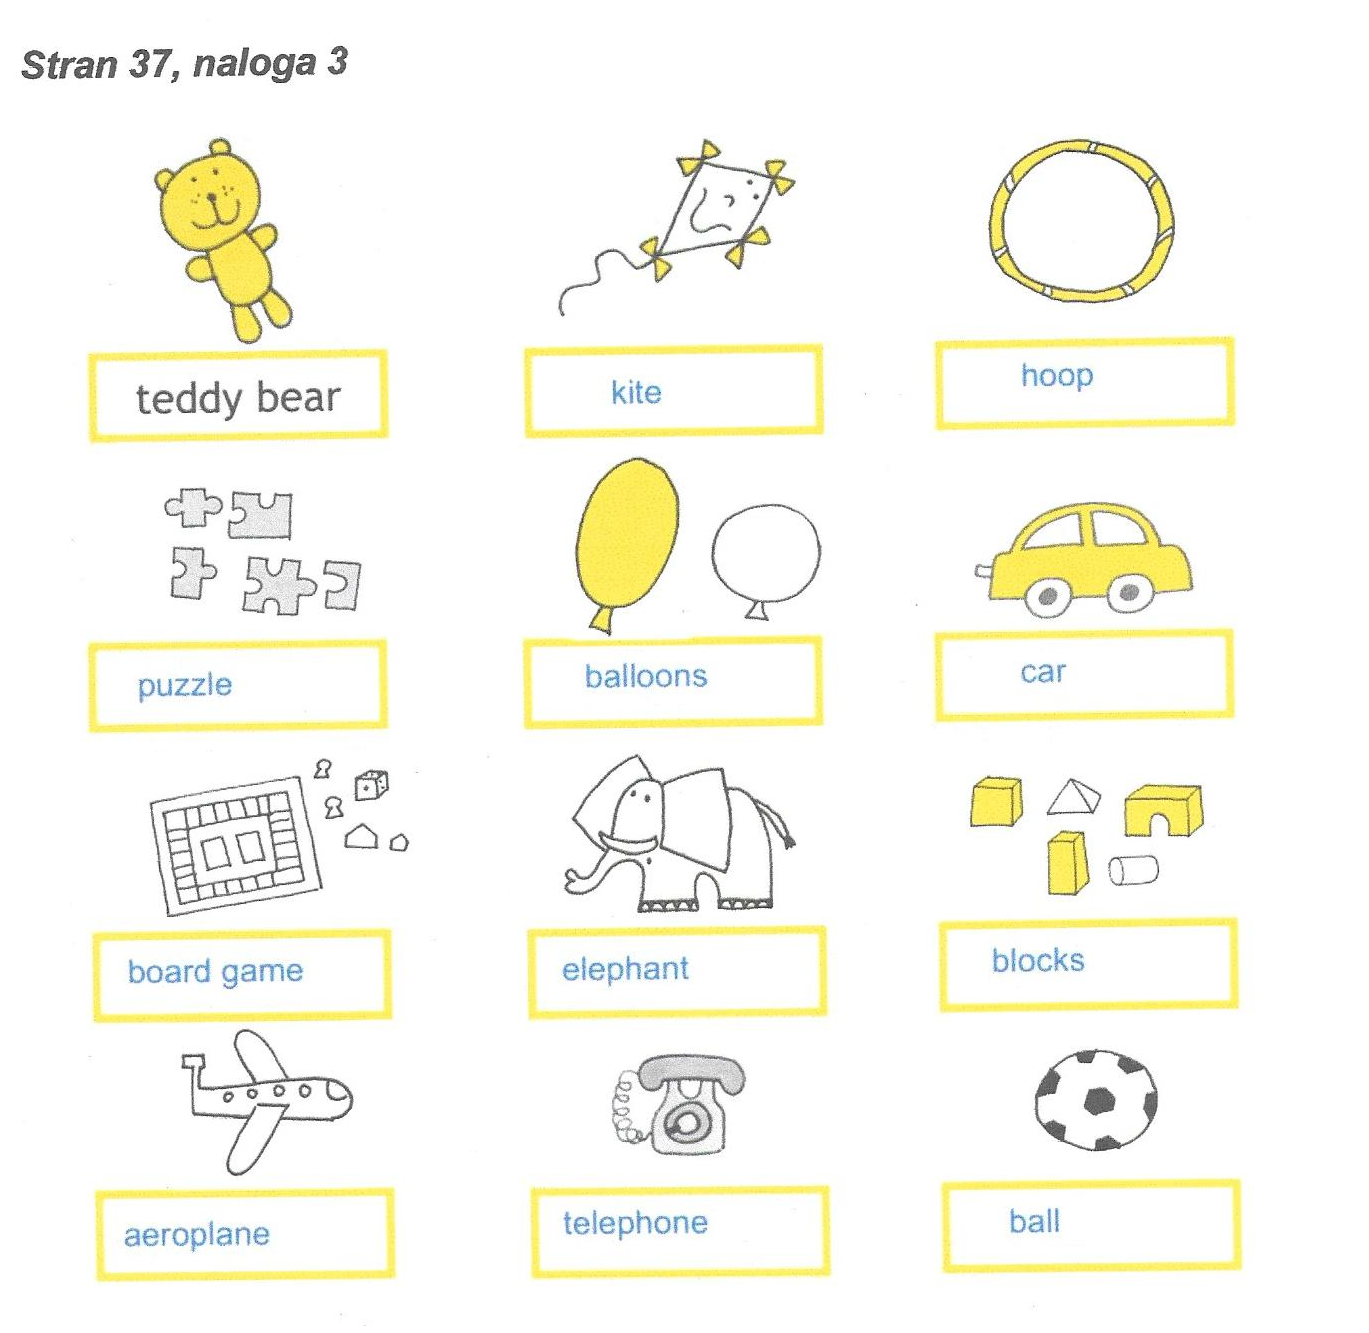 Stran 37, naloga 3
teddy bear
kite
hoop
puzzle
balloons
car
board game
elephant
blocks
aeroplane
telephone
ball